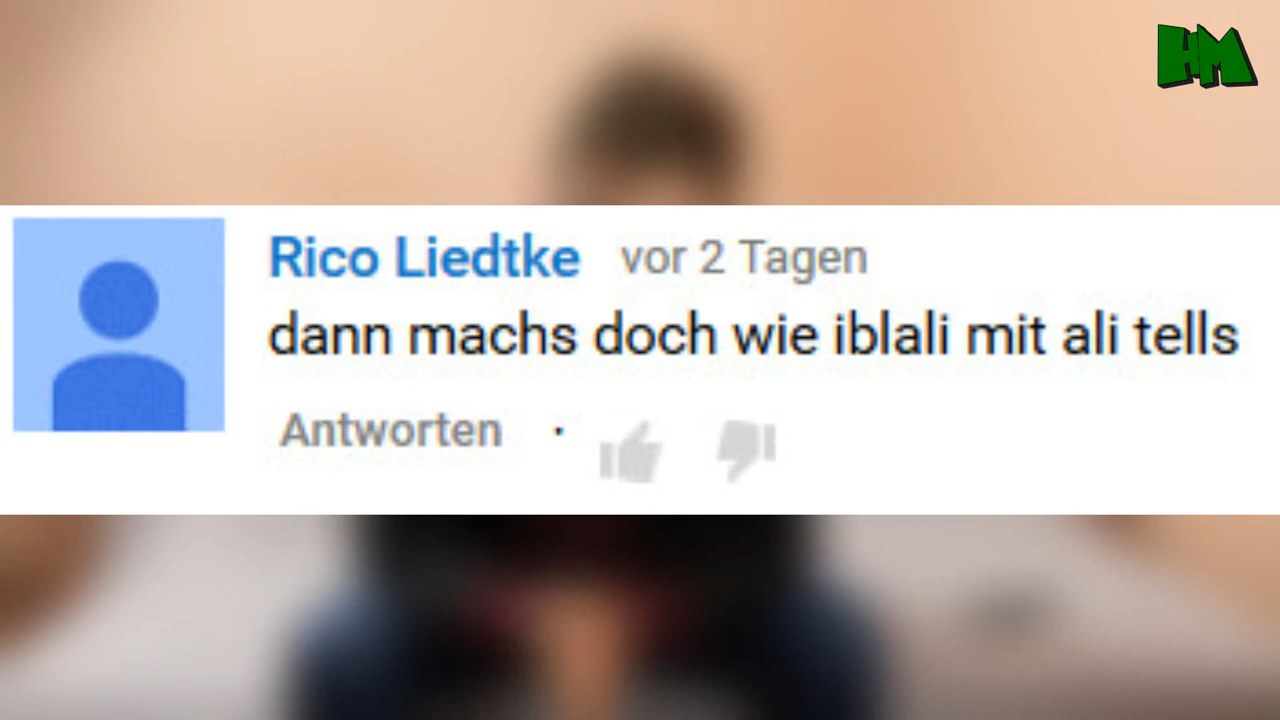 HM
Rico Liedtke vor 2 Tagen
dann machs doch wie iblali mit ali tells
Antworten ·